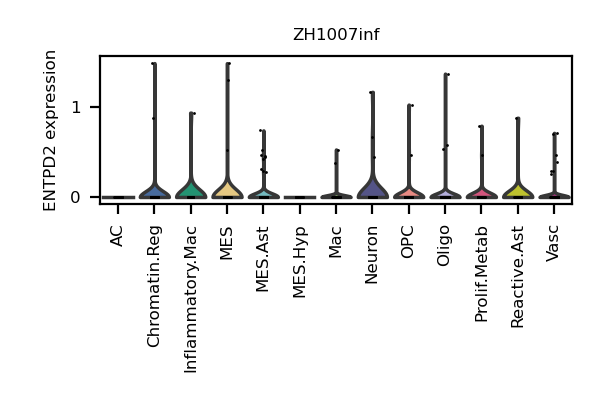 ZH1007inf
ENTPD2 expression
1
0
AC
Chromatin.Reg
Inflammatory.Mac
MES
MES.Ast
MES.Hyp
Mac
Neuron
OPC
Oligo
Prolif.Metab
Reactive.Ast
Vasc